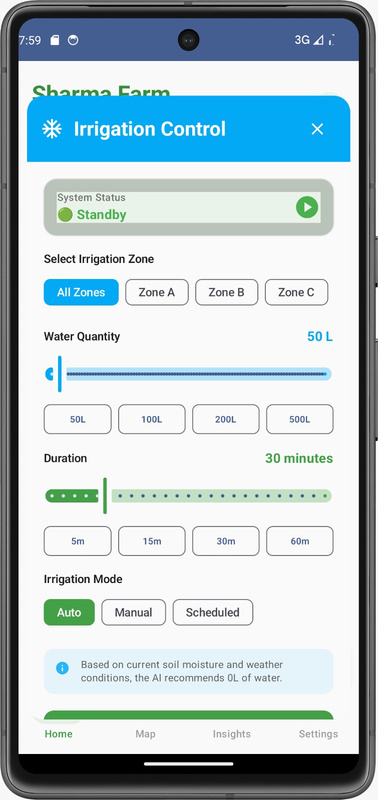 7:59
3G
Sharma Farm
Irrigation Control
System Status
Standby
Select Irrigation Zone
All Zones
Zone A
Zone B
Zone C
Water Quantity
50 L
50L
100L
200L
500L
Duration
30 minutes
5m
15m
30m
60m
Irrigation Mode
Auto
Manual
Scheduled
Based on current soil moisture and weather
conditions, the AI recommends 0L of water.
Home
Map
Insights
Settings